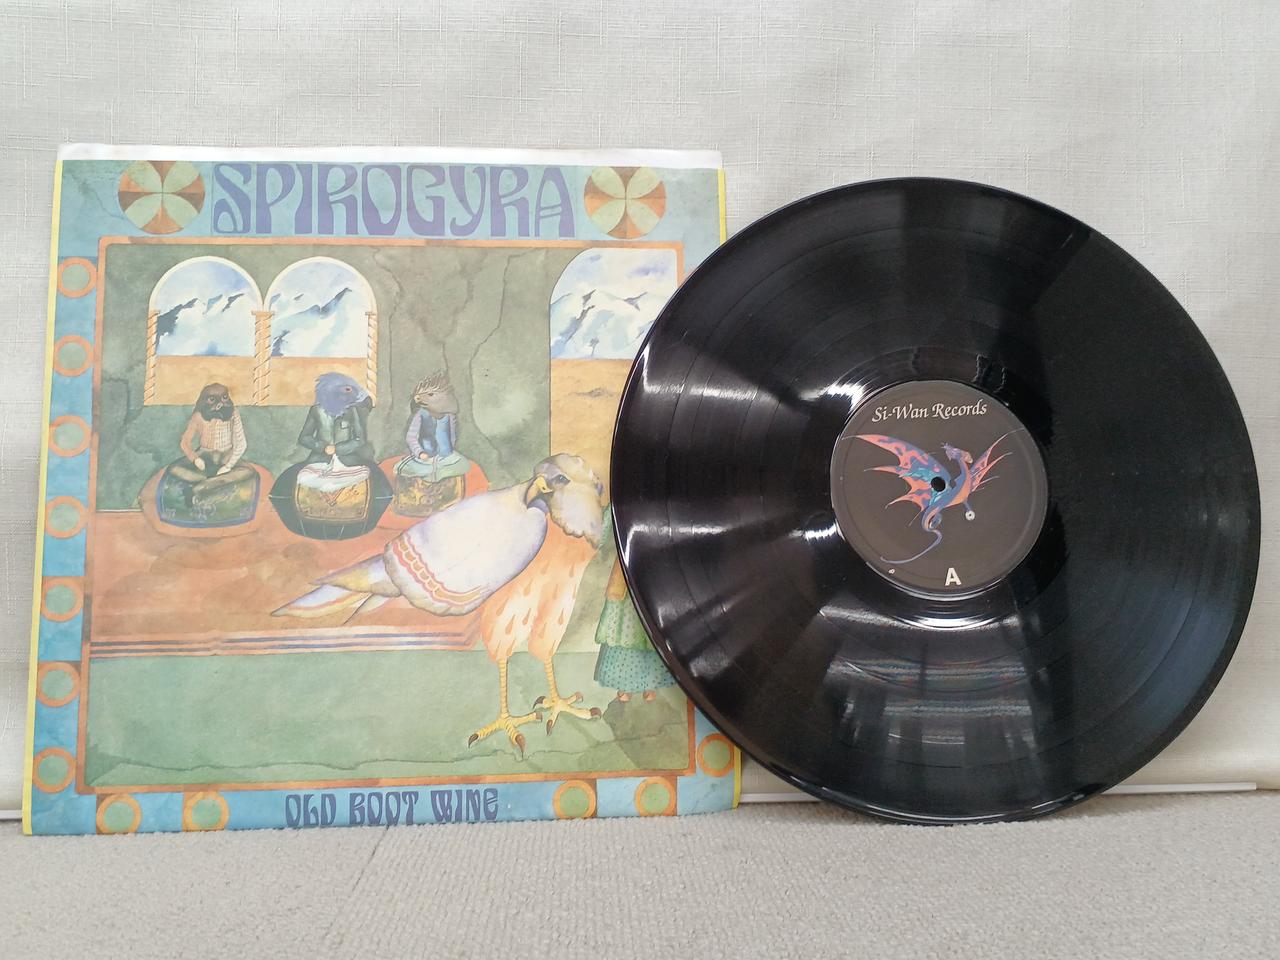 SPIROGYRA
OLD BOOT WINE
Si-Wan Records
A